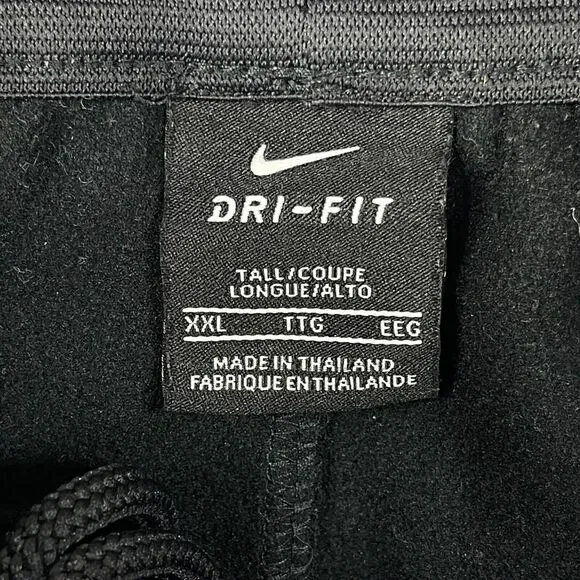 DRI-FIT
TALL/COUPE
LONGUE/ALTO
XXL TTG EEG
MADE IN THAILAND
FABRIQUE EN THAILANDE